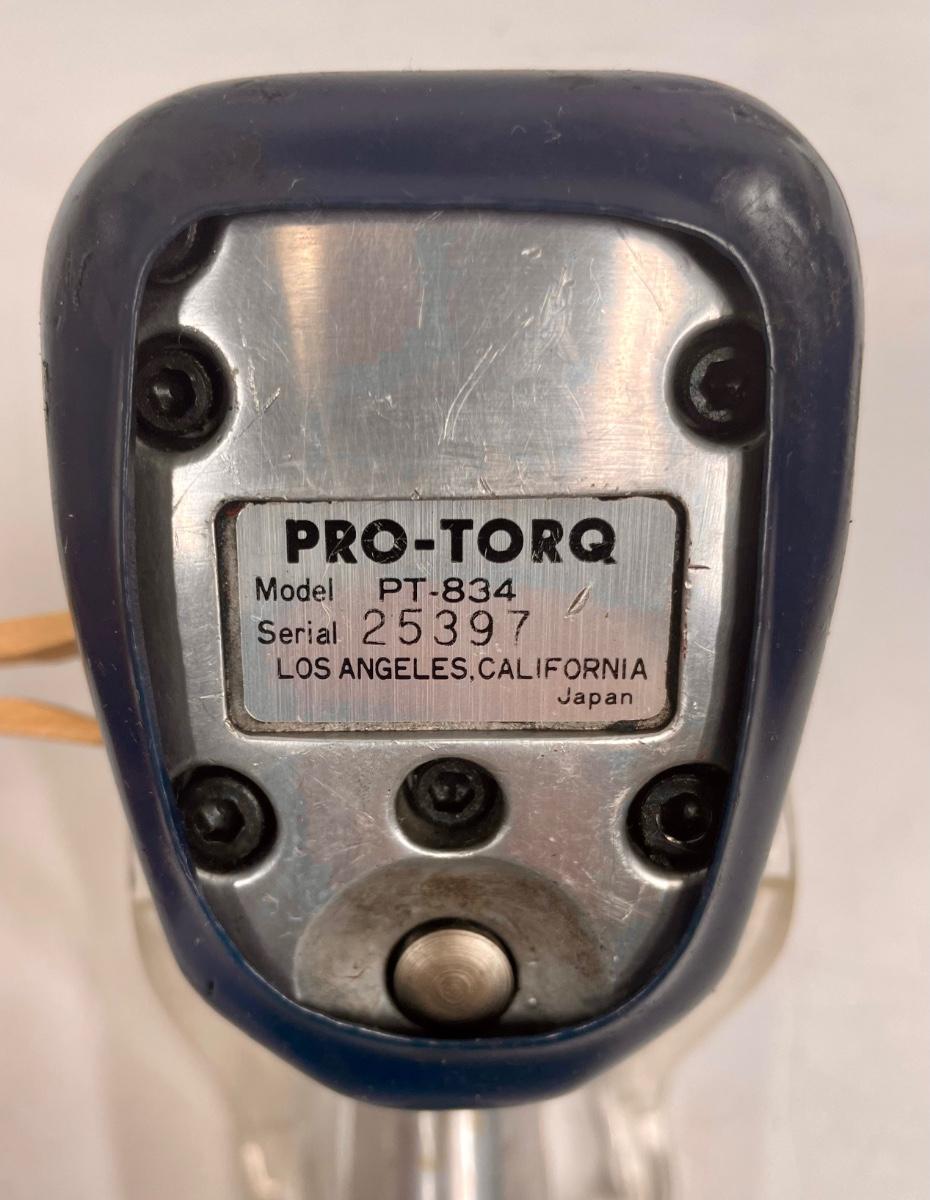 PRO-TORQ
Model PT-834
Serial 25397
LOS ANGELES, CALIFORNIA
Japan